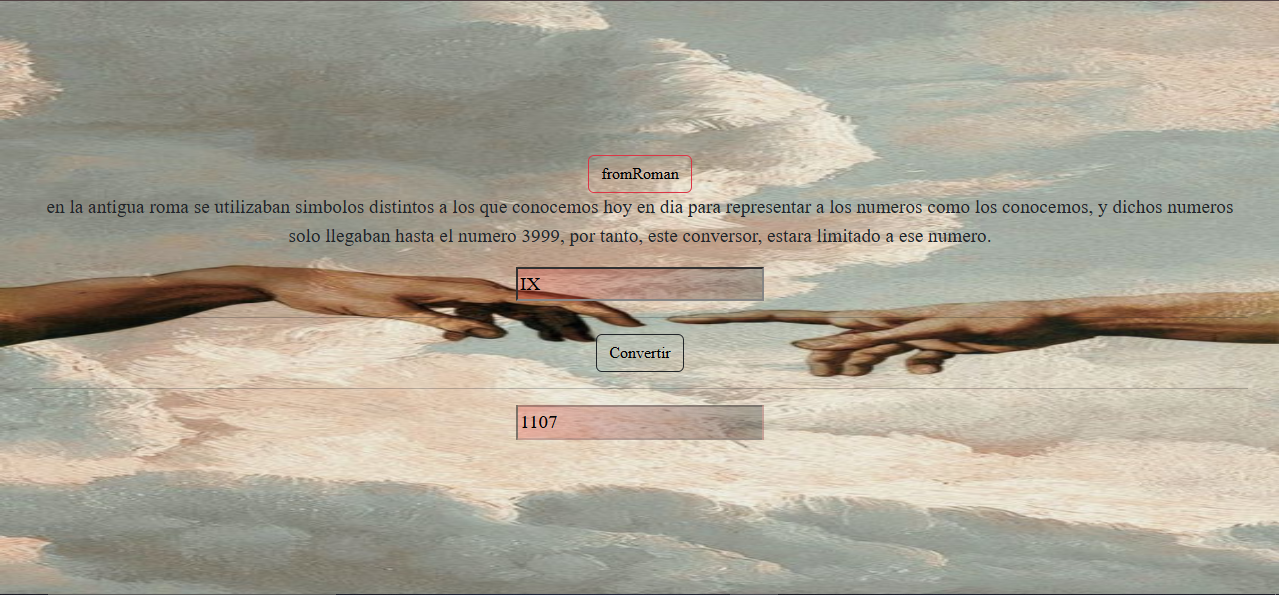 fromRoman
en la antigua roma se utilizaban simbolos distintos a los que conocemos hoy en dia para representar a los numeros como los conocemos, y dichos numeros
solo llegaban hasta el numero 3999, por tanto, este conversor, estara limitado a ese numero.
IX
Convertir
1107